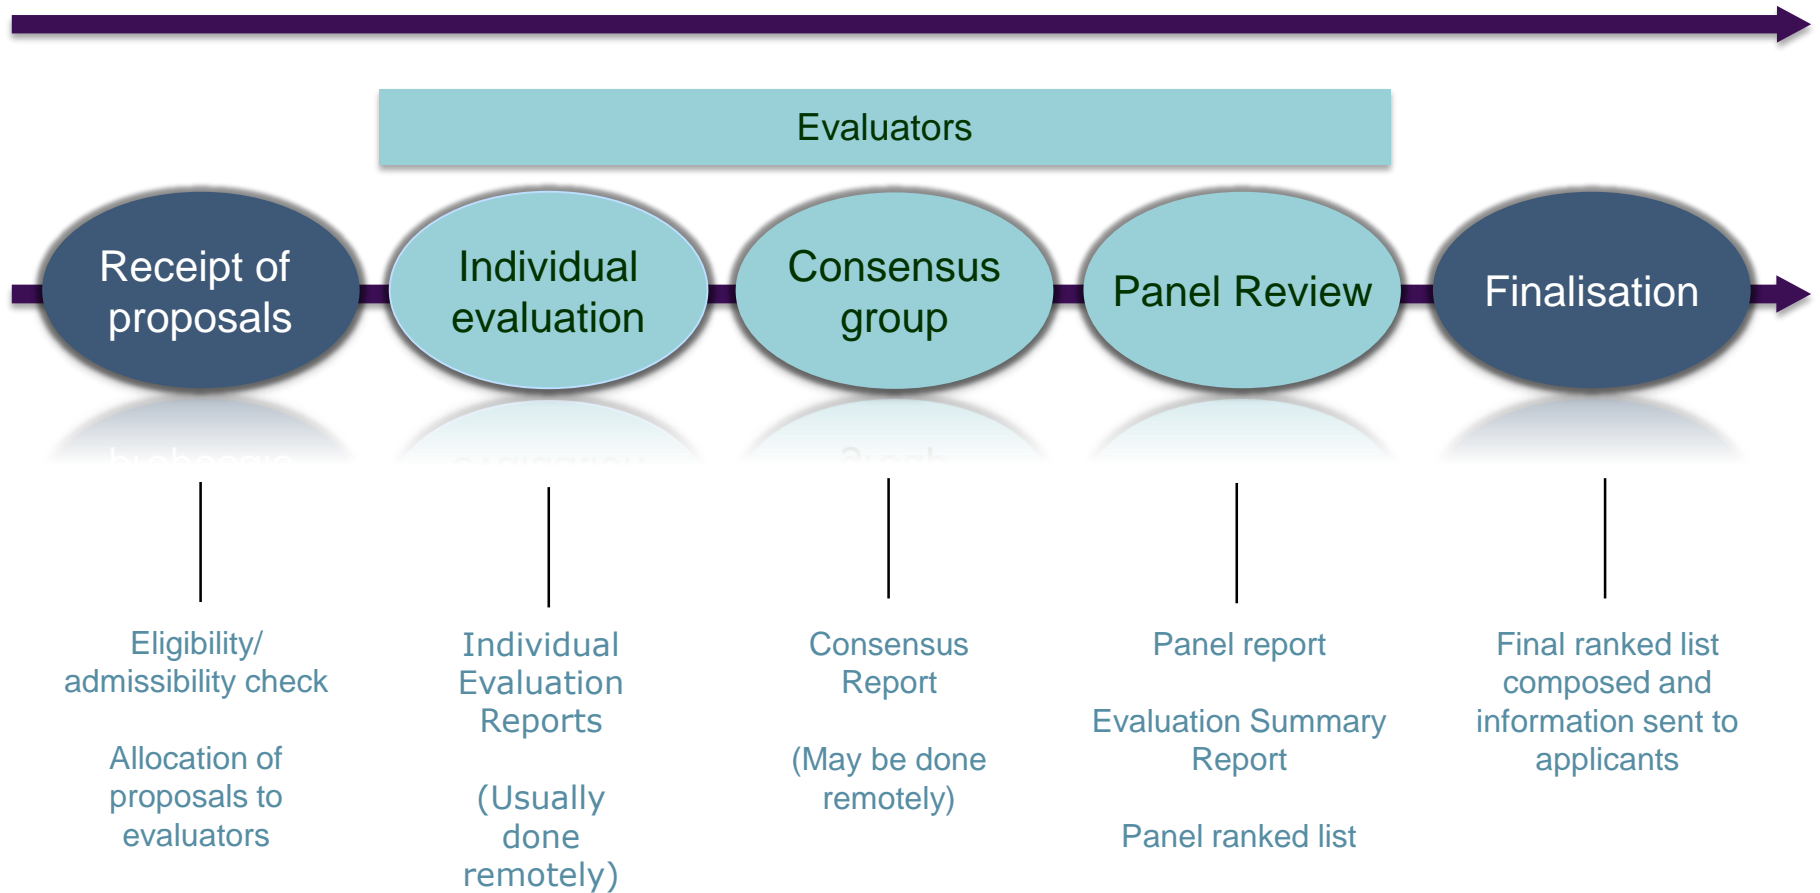 Evaluators
Receipt of
proposals
Individual
evaluation
Consensus
group
Panel Review
Finalisation
Eligibility/
admissibility check
Allocation of
proposals to
evaluators
Individual
Evaluation
Reports
(Usually
done
remotely)
Consensus
Report
(May be done
remotely)
Panel report
Evaluation Summary
Report
Panel ranked list
Final ranked list
composed and
information sent to
applicants